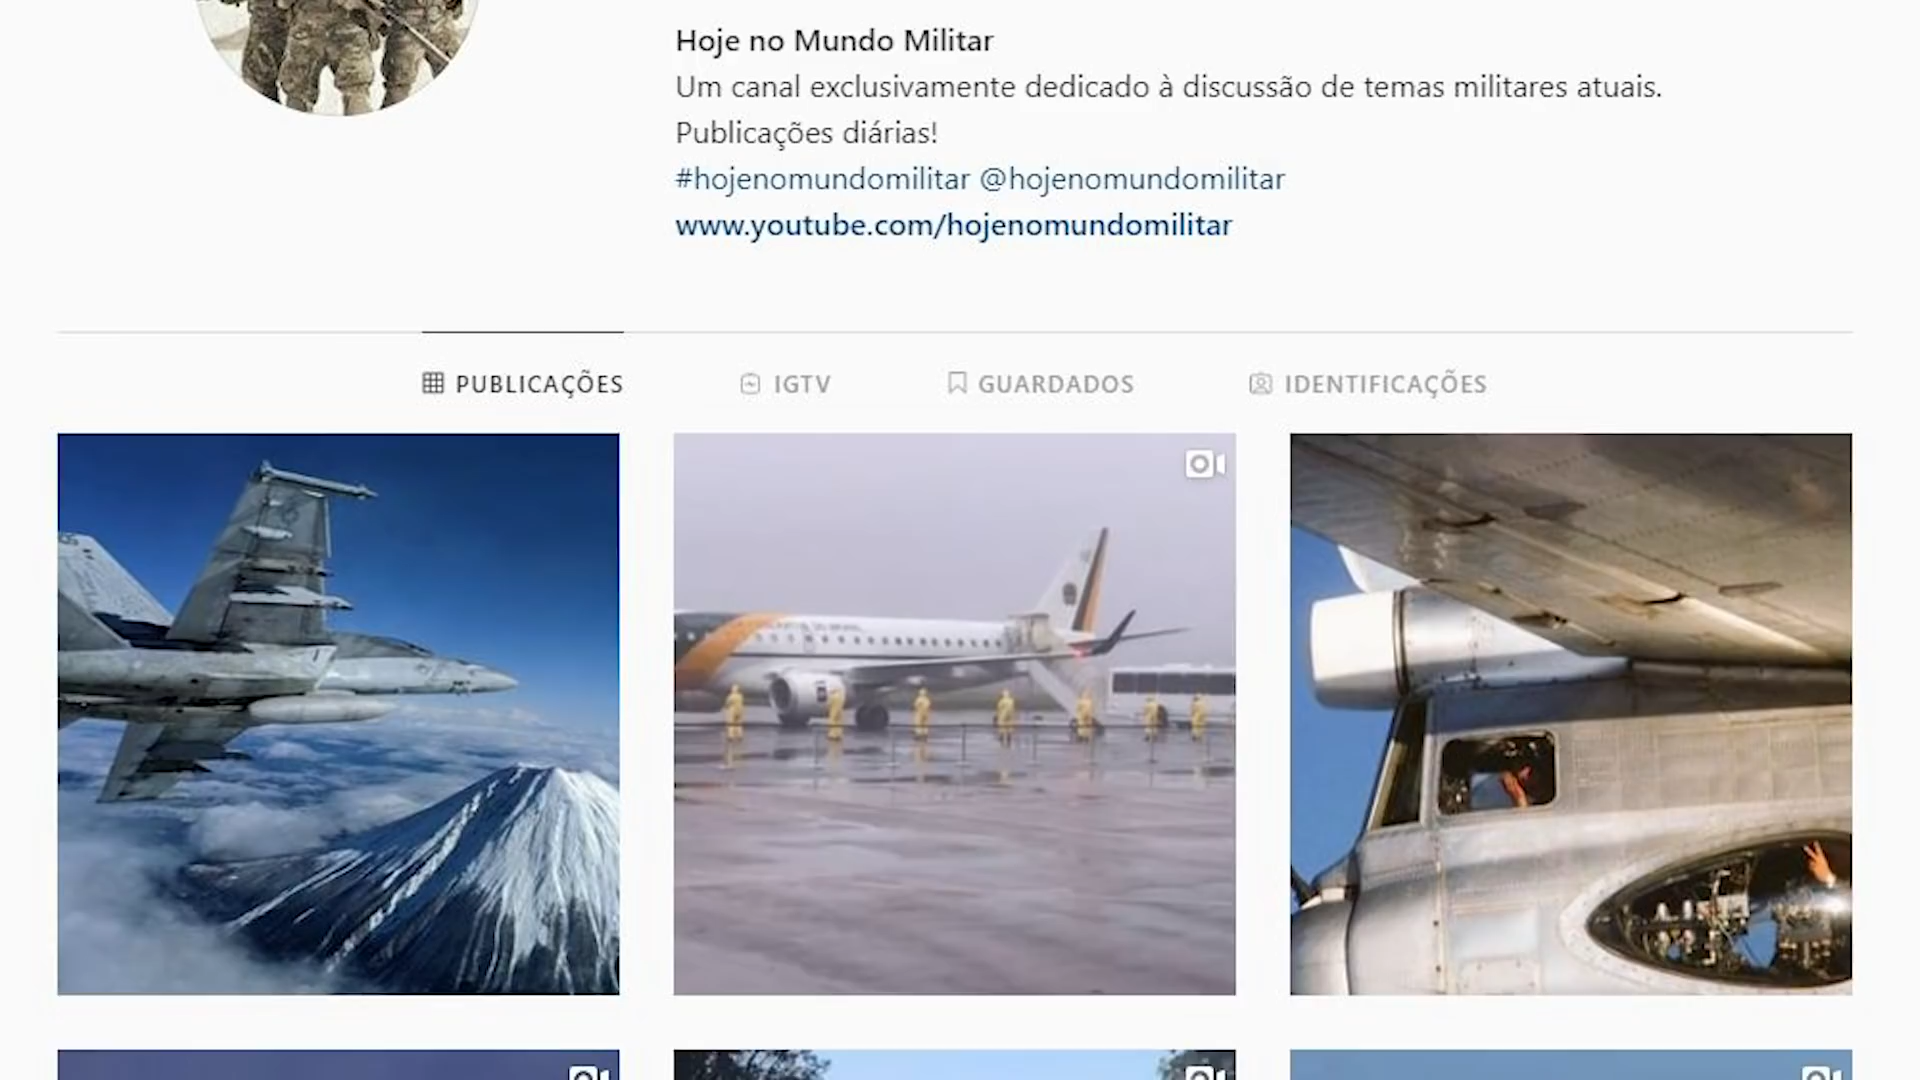 Hoje no Mundo Militar
Um canal exclusivamente dedicado à discussão de temas militares atuais.
Publicações diárias!
#hojenomundomilitar @hojenomundomilitar
www.youtube.com/hojenomundomilitar
PUBLICAÇÕES IGTV GUARDADOS IDENTIFICAÇÕES